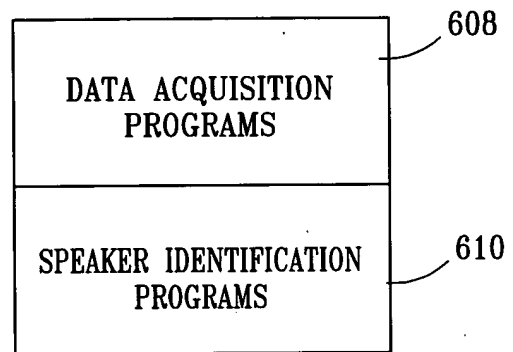 608
DATA ACQUISITION
PROGRAMS
SPEAKER IDENTIFICATION
PROGRAMS
610